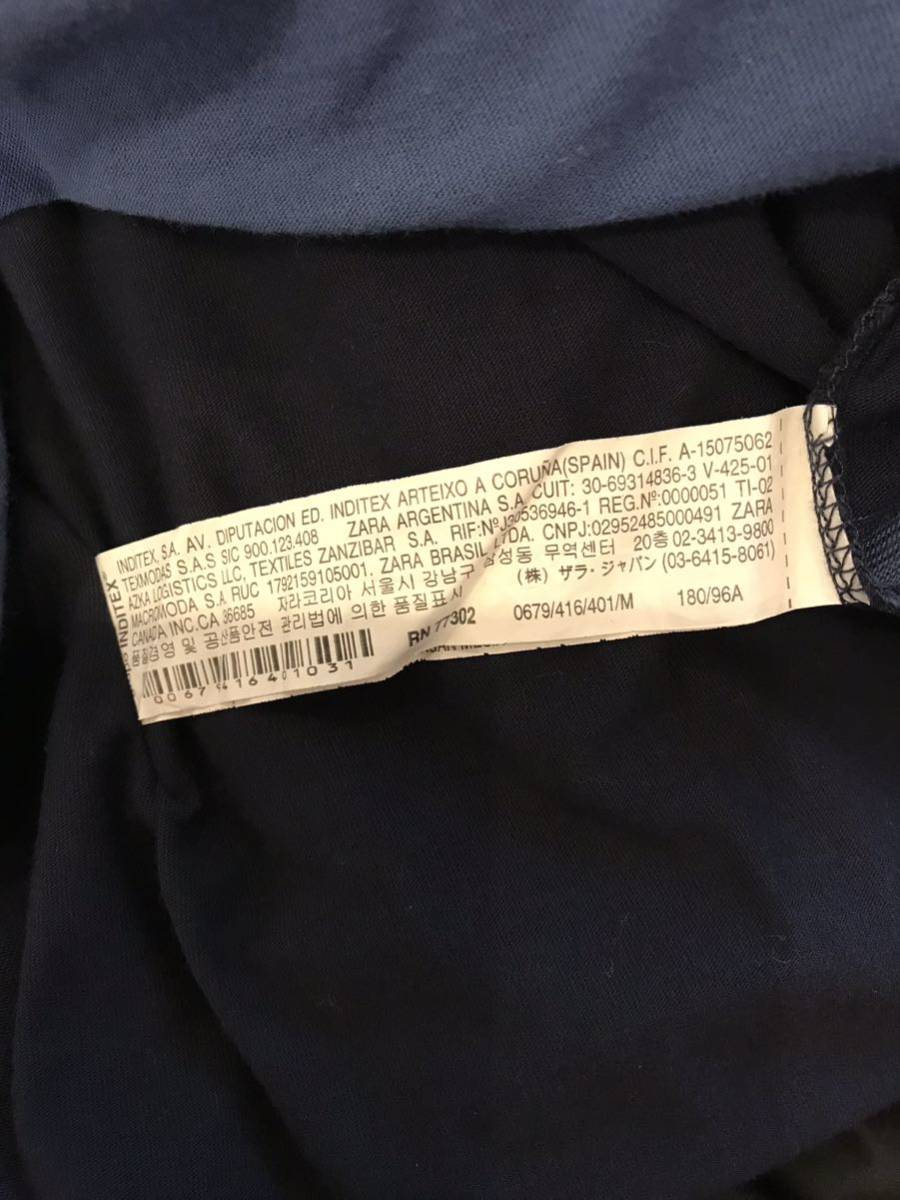 INDITEX
INDITEX, S.A. AV. DIPUTACION ED. INDITEX ARTEIXO A CORUÑA(SPAIN) C.I.F. A-15075062
TEXMODAS S.A.S SIC 900.123.408 ZARA ARGENTINA S.A. CUIT: 30-69314836-3 V-425-01
AZKA LOGISTICS LLC, TEXTILES ZANZIBAR S.A. RIF:Nº REG.Nº:0000051 TI-02
MACROMODA S.A RUC 1792159105001. ZARA BRASIL, LTDA. CNPJ:02952485000491 ZARA
CANADA INC.CA 36685 자라코리아 서울시 강남구 삼성동 무역센터 20층 02-3413-9800
품질경영 및 공산품안전 관리법에 의한 품질표시 (株) ザラ・ジャパン (03-6415-8061)
RN 77302 0679/416/401/M 180/96A